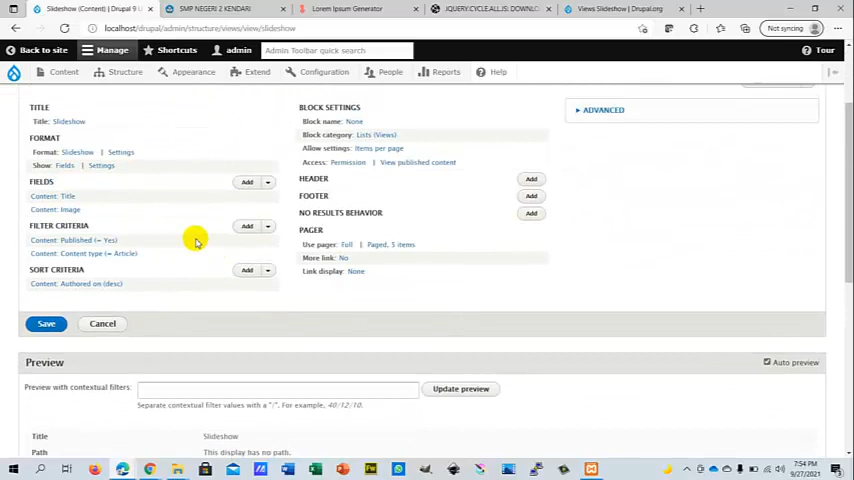 Slideshow (Content) | Drupal 9 (
SMP NEGERI 2 KENDARI
Lorem Ipsum Generator
JQUERY.CYCLE.ALL.JS: DOWNLO
Views Slideshow | Drupal.org
localhost/drupal/admin/structure/views/view/slideshow
Not syncing
Back to site
Manage
Shortcuts
admin
Admin Toolbar quick search
Tour
Content
Structure
Appearance
Extend
Configuration
People
Reports
Help
TITLE
Title: Slideshow
FORMAT
Format: Slideshow | Settings
Show: Fields | Settings
FIELDS
Add
Content: Title
Content: Image
FILTER CRITERIA
Add
Content: Published (= Yes)
Content: Content type (= Article)
SORT CRITERIA
Add
Content: Authored on (desc)
BLOCK SETTINGS
Block name: None
Block category: Lists (Views)
Allow settings: Items per page
Access: Permission | View published content
HEADER
Add
FOOTER
Add
NO RESULTS BEHAVIOR
Add
PAGER
Use pager: Full | Paged, 5 items
More link: No
Link display: None
ADVANCED
Save
Cancel
Preview
Auto preview
Preview with contextual filters:
Update preview
Separate contextual filter values with a "/". For example, 40/12/10.
Title
Slideshow
Path
This display has no path.
7:54 PM
9/27/2021